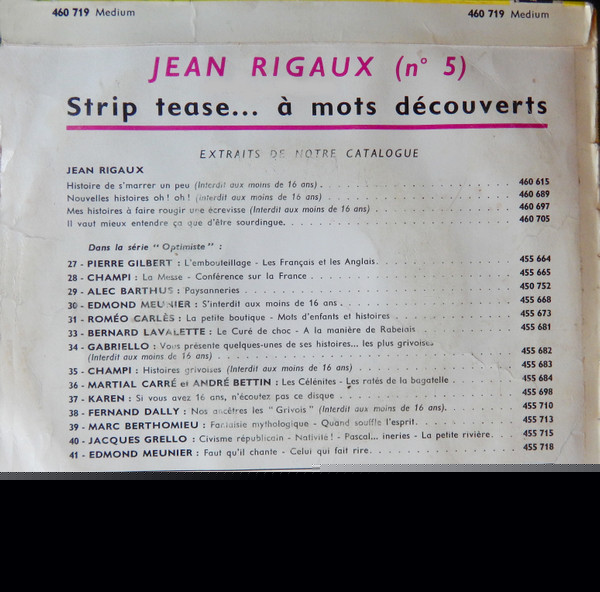 460 719 Medium 460 719 Medium
JEAN RIGAUX (n° 5)
Strip tease... à mots découverts
EXTRAITS DE NOTRE CATALOGUE
JEAN RIGAUX
Histoire de s'marrer un peu (Interdit aux moins de 16 ans) . . . 460 615
Nouvelles histoires oh ! oh ! (Interdit aux moins de 16 ans) . . . 460 689
Mes histoires à faire rougir une écrevisse (Interdit aux moins de 16 ans) . . . 460 697
Il vaut mieux entendre ça que d'être sourdingue. . . . 460 705
Dans la série " Optimiste " :
27 - PIERRE GILBERT : L'embouteillage - Les Français et les Anglais. . . . 455 664
28 - CHAMPI : La Messe - Conférence sur la France . . . 455 665
29 - ALEC BARTHUS : Paysanneries . . . 450 752
30 - EDMOND MEUNIER : S'interdit aux moins de 16 ans . . . 455 668
31 - ROMÉO CARLÈS : La petite boutique - Mots d'enfants et histoires . . . 455 673
33 - BERNARD LAVALETTE : Le Curé de choc - A la manière de Rabelais . . . 455 681
34 - GABRIELLO : Vous présente quelques-unes de ses histoires... les plus grivoises
(Interdit aux moins de 16 ans) . . . 455 682
35 - CHAMPI : Histoires grivoises (Interdit aux moins de 16 ans) . . . 455 683
36 - MARTIAL CARRÉ et ANDRÉ BETTIN : Les Célénites - Les ratés de la bagatelle . . . 455 684
37 - KAREN : Si vous avez 16 ans, n'écoutez pas ce disque . . . 455 698
38 - FERNAND DALLY : Nos ancêtres les " Grivois " (Interdit aux moins de 16 ans). . . . 455 710
39 - MARC BERTHOMIEU : Fantaisie mythologique - Quand souffle l'esprit. . . . 455 713
40 - JACQUES GRELLO : Civisme républicain - Nativité ! - Pascal... ineries - La petite rivière. . . . 455 715
41 - EDMOND MEUNIER : Faut qu'il chante - Celui qui fait rire. . . . 455 718